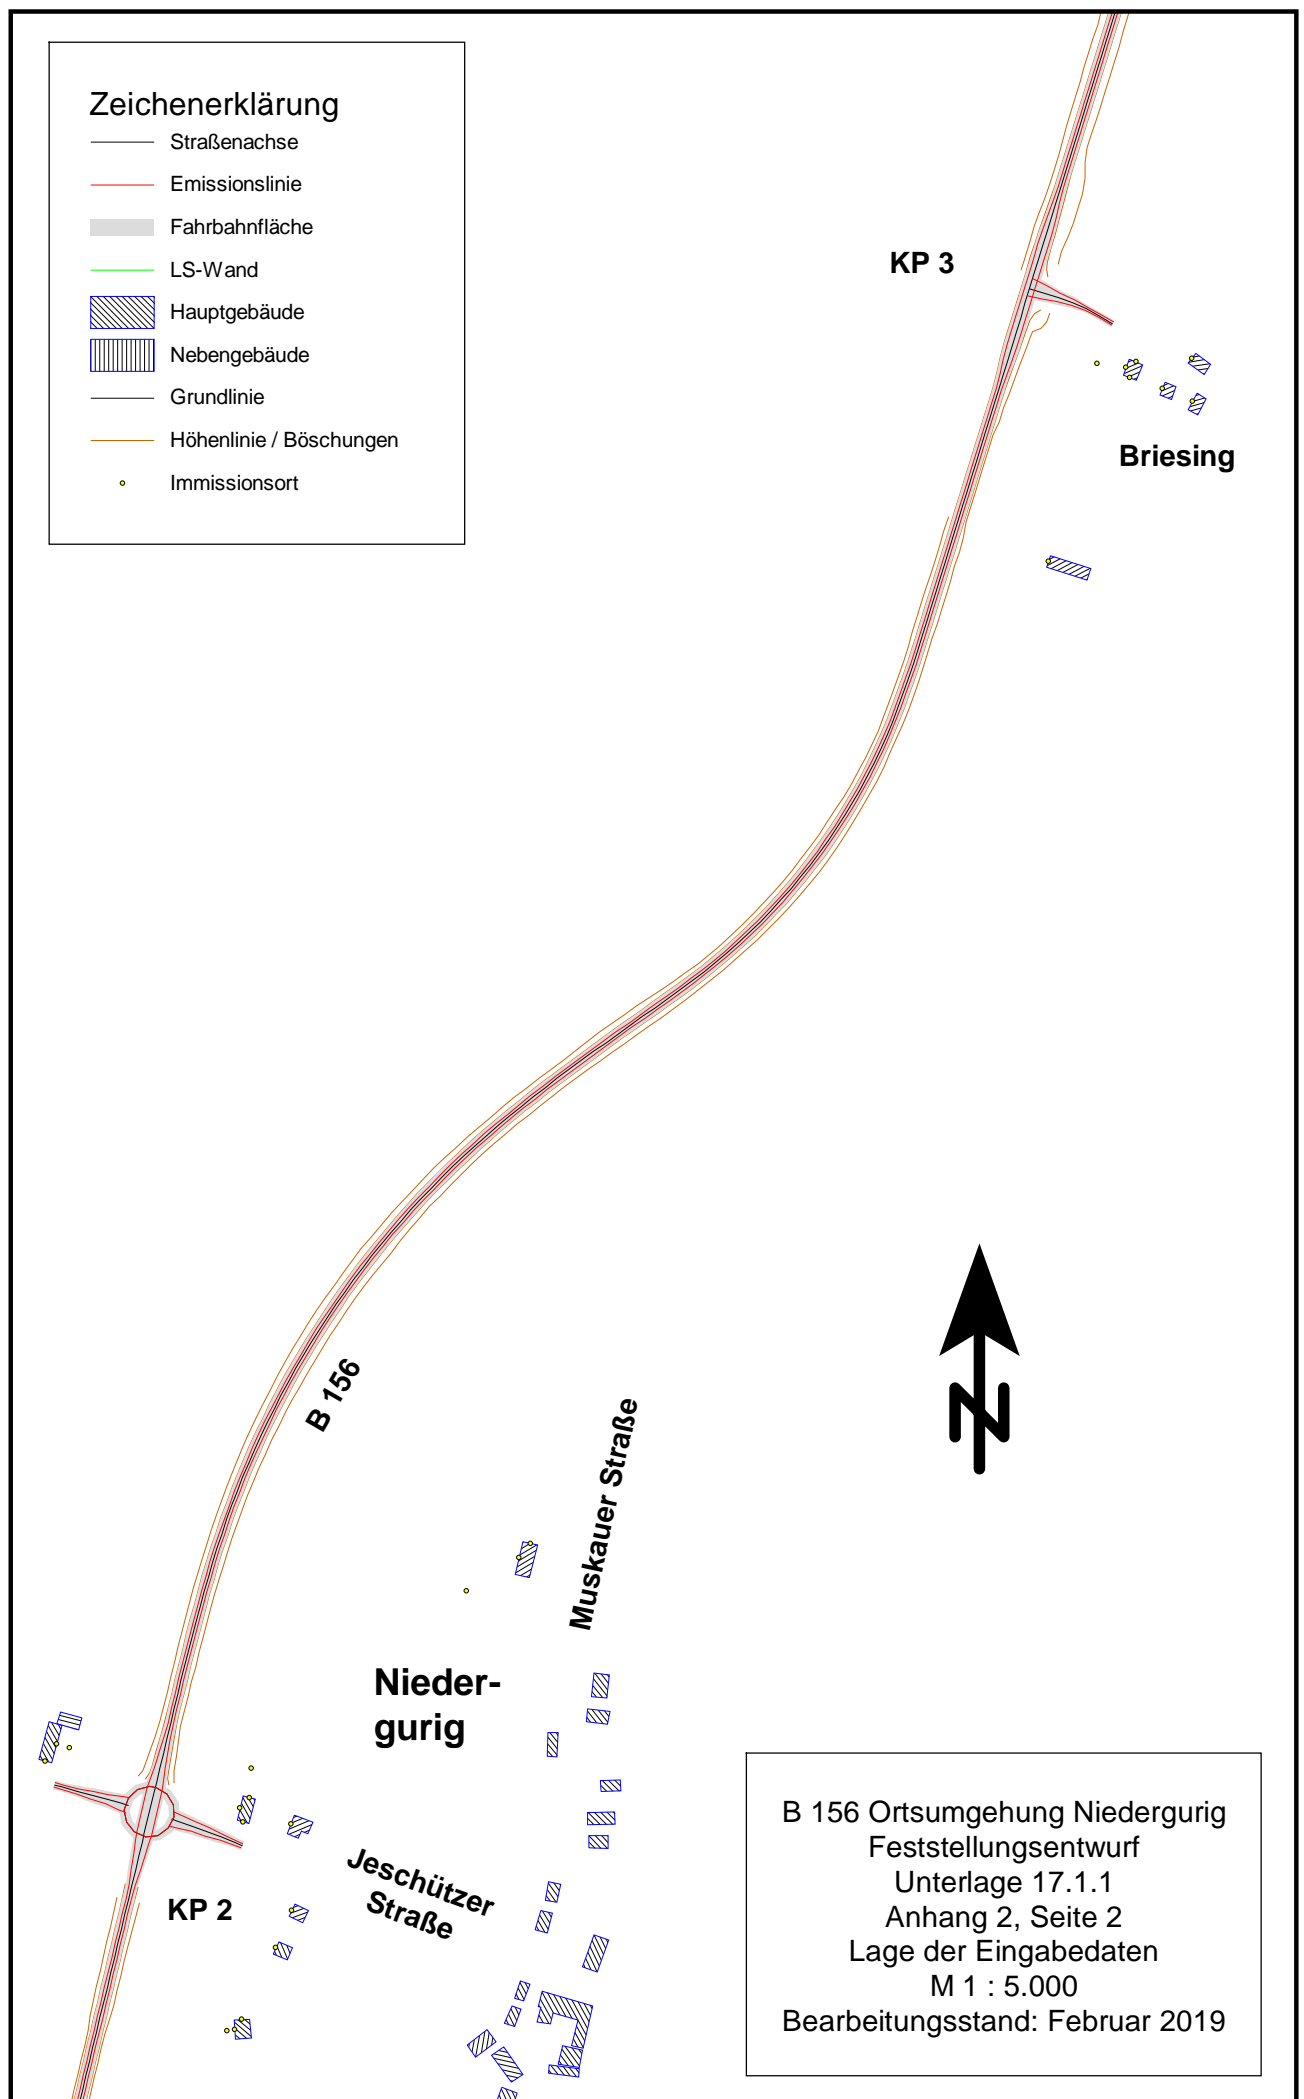 Zeichenerklärung
Straßenachse
Emissionslinie
Fahrbahnfläche
LS-Wand
Hauptgebäude
Nebengebäude
Grundlinie
Höhenlinie / Böschungen
Immissionsort
KP 3
Briesing
B 156
Muskauer Straße
Nieder-
gurig
Jeschützer
Straße
KP 2
N
B 156 Ortsumgehung Niedergurig
Feststellungsentwurf
Unterlage 17.1.1
Anhang 2, Seite 2
Lage der Eingabedaten
M 1 : 5.000
Bearbeitungsstand: Februar 2019